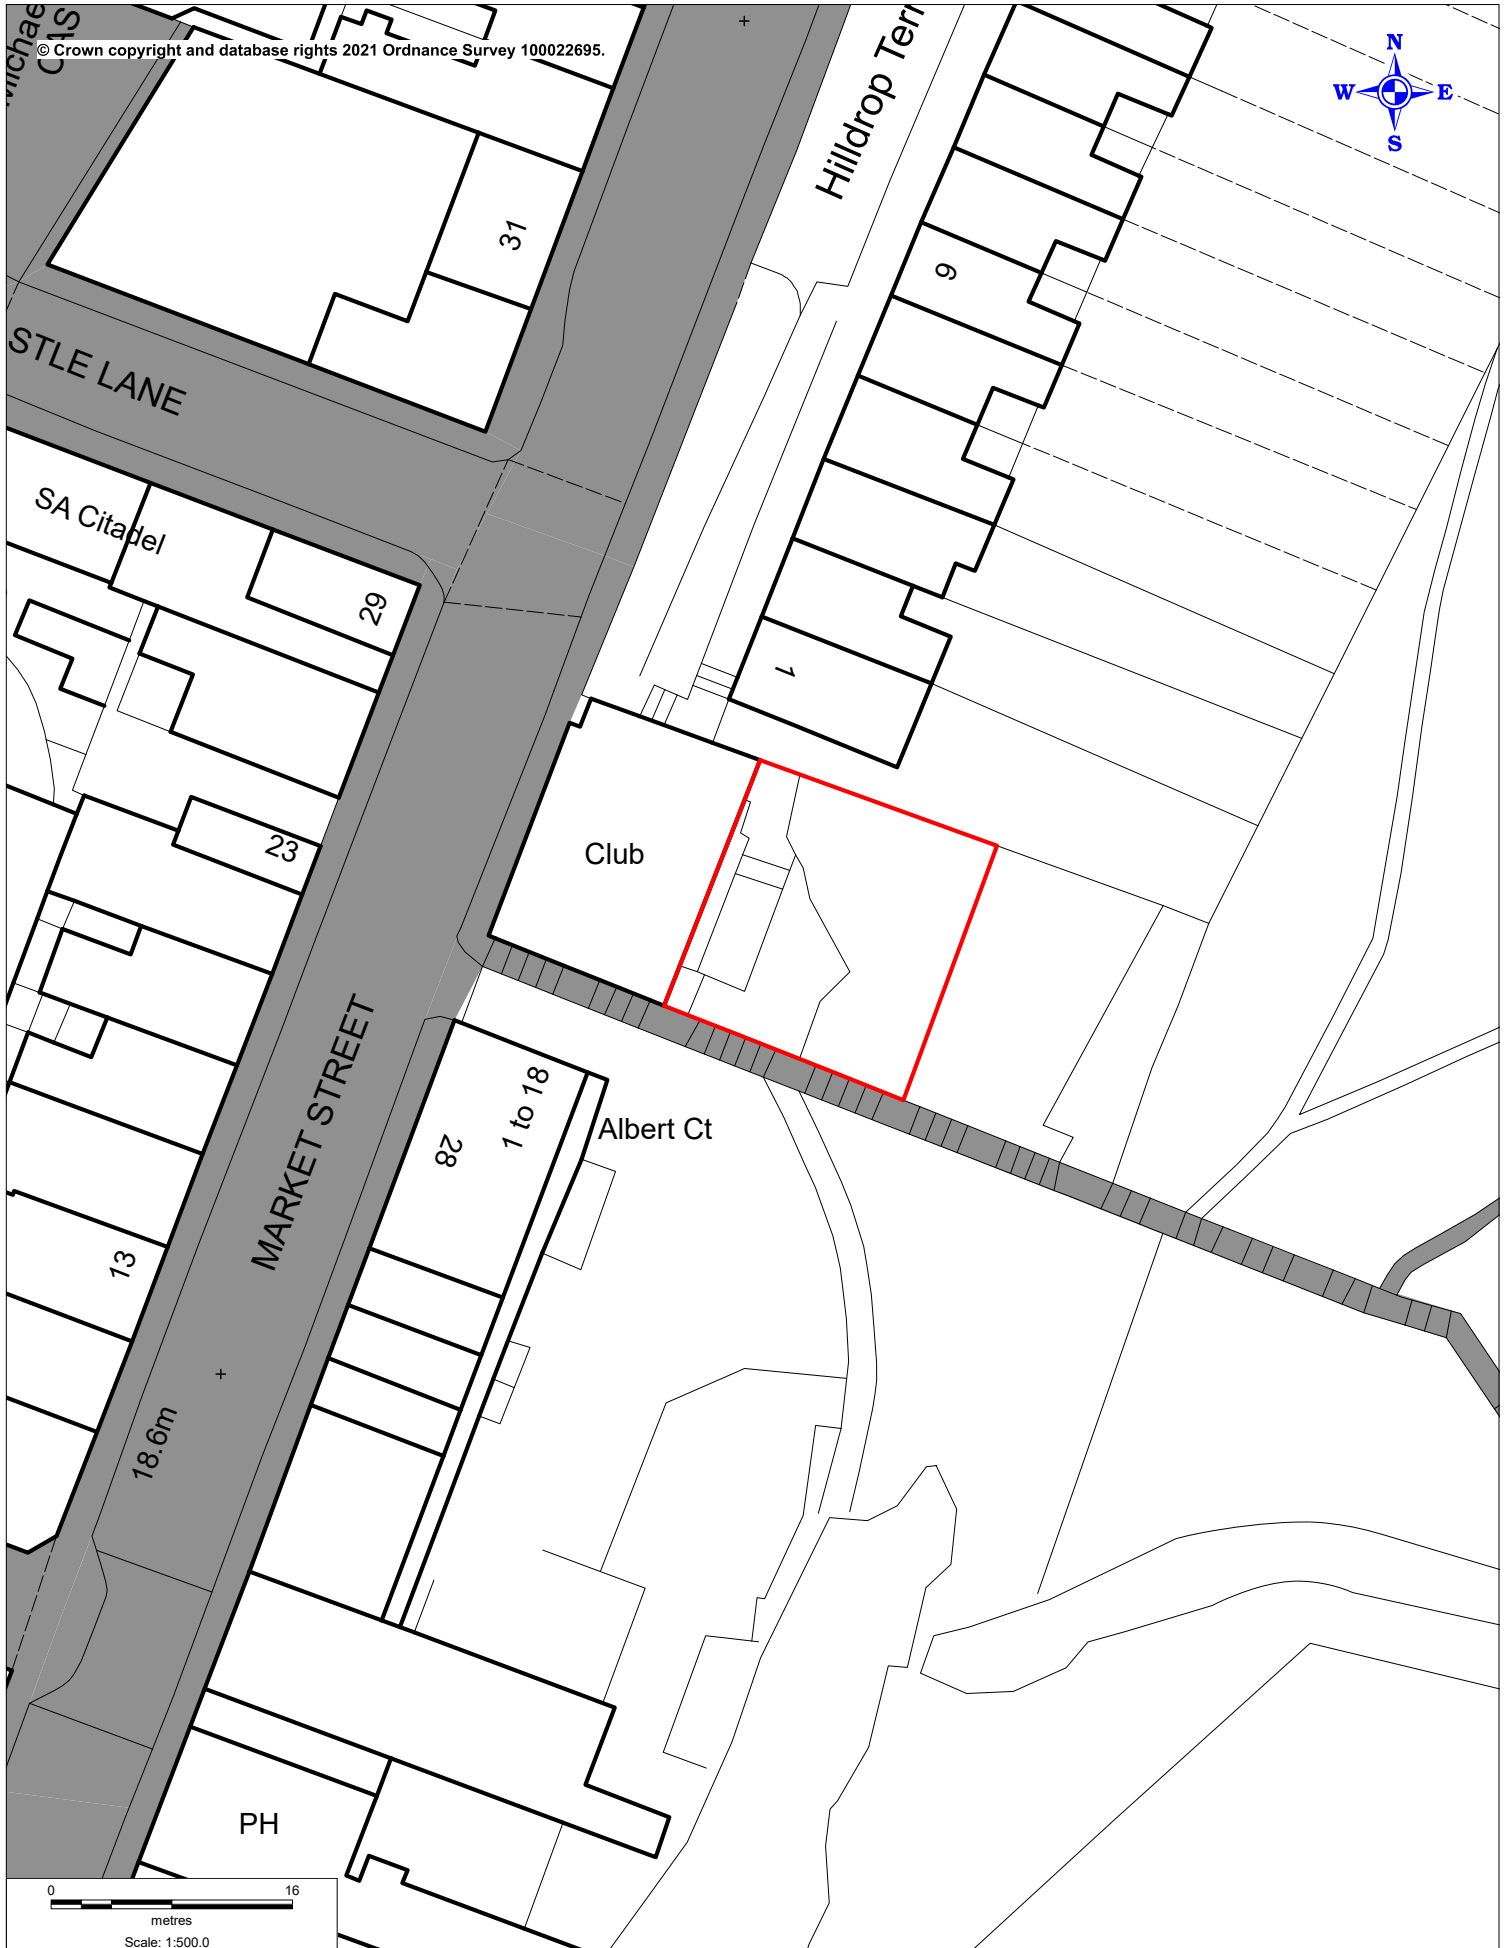 Michae
CAS
© Crown copyright and database rights 2021 Ordnance Survey 100022695.
Hilldrop Terr
N
W E
S
31
9
STLE LANE
SA Citadel
29
1
23
Club
MARKET STREET
1 to 18
28
Albert Ct
13
18.6m
PH
0 16
metres
Scale: 1:500.0